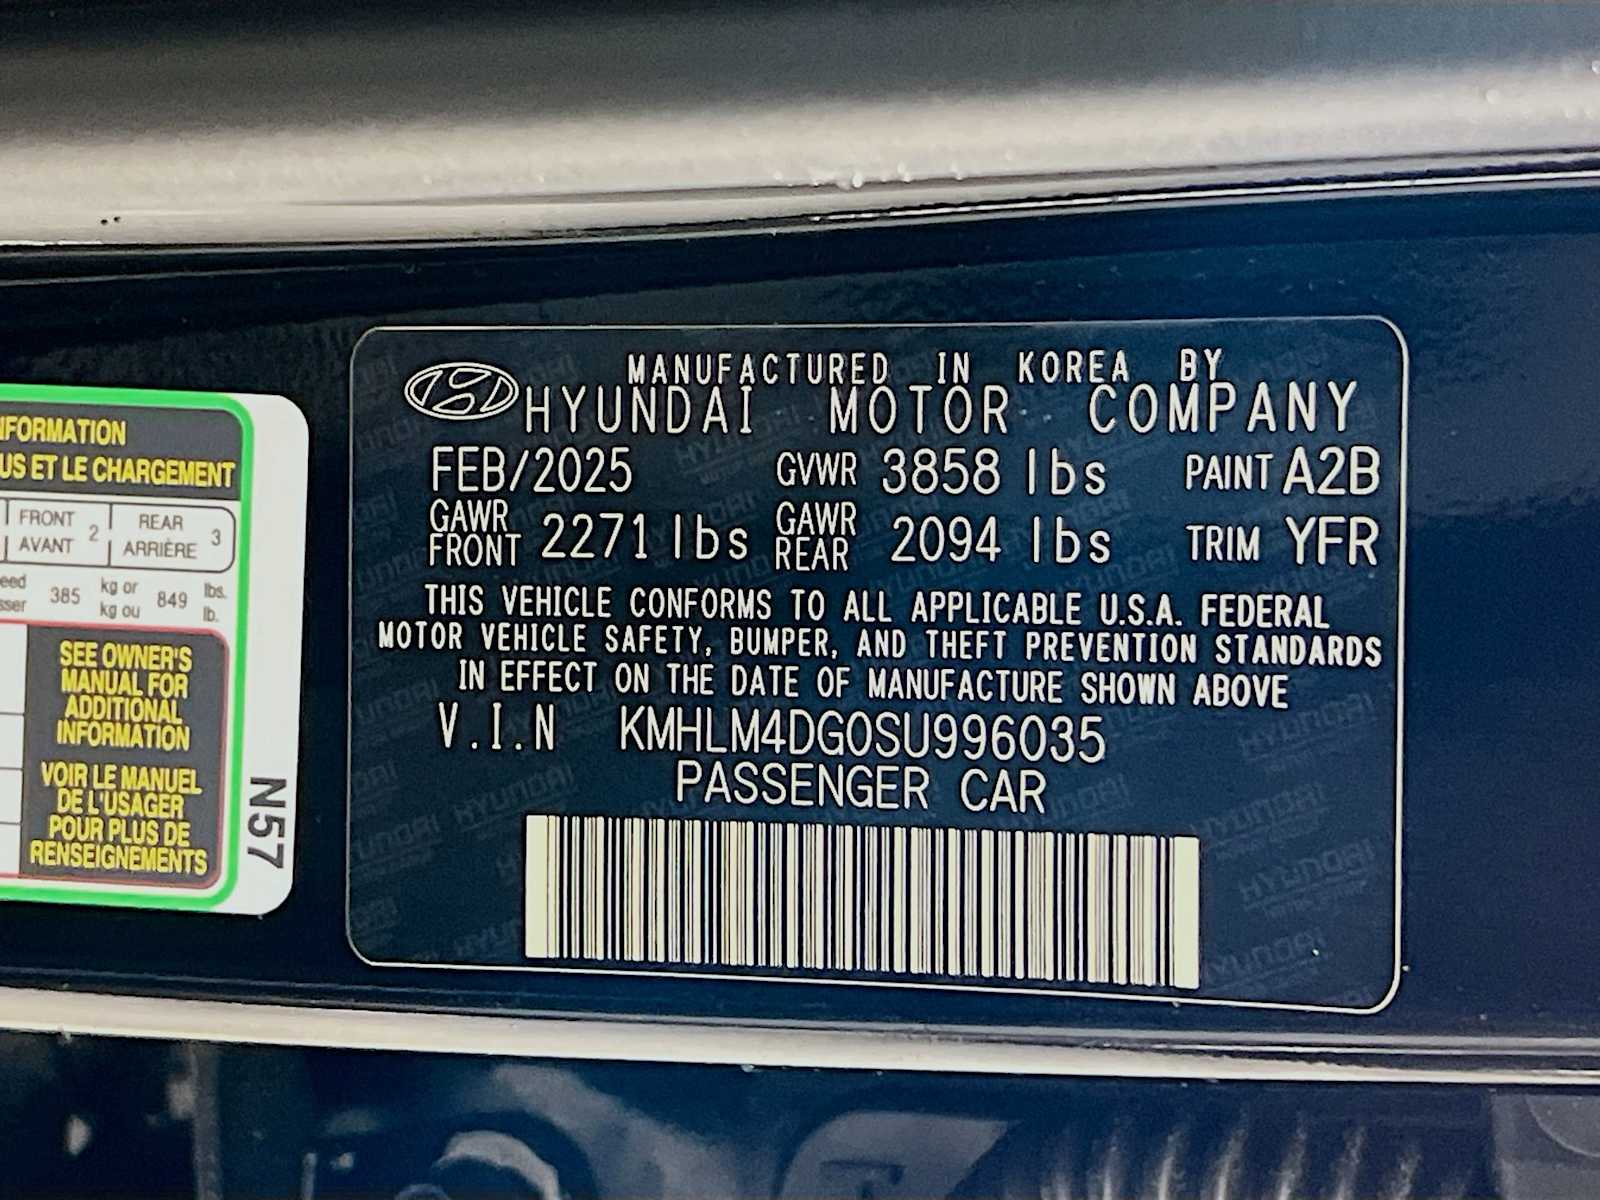 NFORMATION
US ET LE CHARGEMENT
FRONT
AVANT 2
REAR
ARRIÈRE 3
eed
sser 385 kg or
kg ou 849 lbs.
lb.
SEE OWNER'S
MANUAL FOR
ADDITIONAL
INFORMATION
VOIR LE MANUEL
DE L'USAGER
POUR PLUS DE
RENSEIGNEMENTS
N57
MANUFACTURED IN KOREA BY
HYUNDAI MOTOR COMPANY
FEB/2025 GVWR 3858 lbs PAINT A2B
GAWR
FRONT 2271 lbs GAWR
REAR 2094 lbs TRIM YFR
THIS VEHICLE CONFORMS TO ALL APPLICABLE U.S.A. FEDERAL
MOTOR VEHICLE SAFETY, BUMPER, AND THEFT PREVENTION STANDARDS
IN EFFECT ON THE DATE OF MANUFACTURE SHOWN ABOVE
V.I.N KMHLM4DG0SU996035
PASSENGER CAR